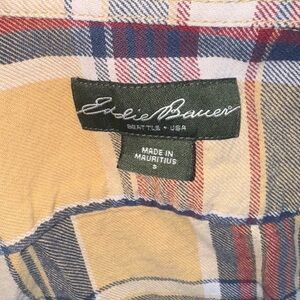 Eddie Bauer
SEATTLE • USA
MADE IN
MAURITIUS
S